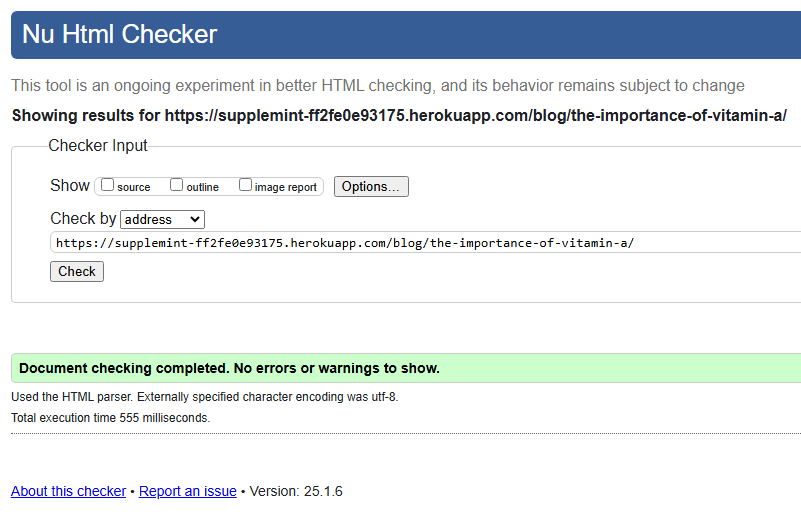 Nu Html Checker
This tool is an ongoing experiment in better HTML checking, and its behavior remains subject to change
Showing results for https://supplemint-ff2fe0e93175.herokuapp.com/blog/the-importance-of-vitamin-a/
Checker Input
Show source outline image report Options...
Check by address
https://supplemint-ff2fe0e93175.herokuapp.com/blog/the-importance-of-vitamin-a/
Check
Document checking completed. No errors or warnings to show.
Used the HTML parser. Externally specified character encoding was utf-8.
Total execution time 555 milliseconds.
About this checker • Report an issue • Version: 25.1.6